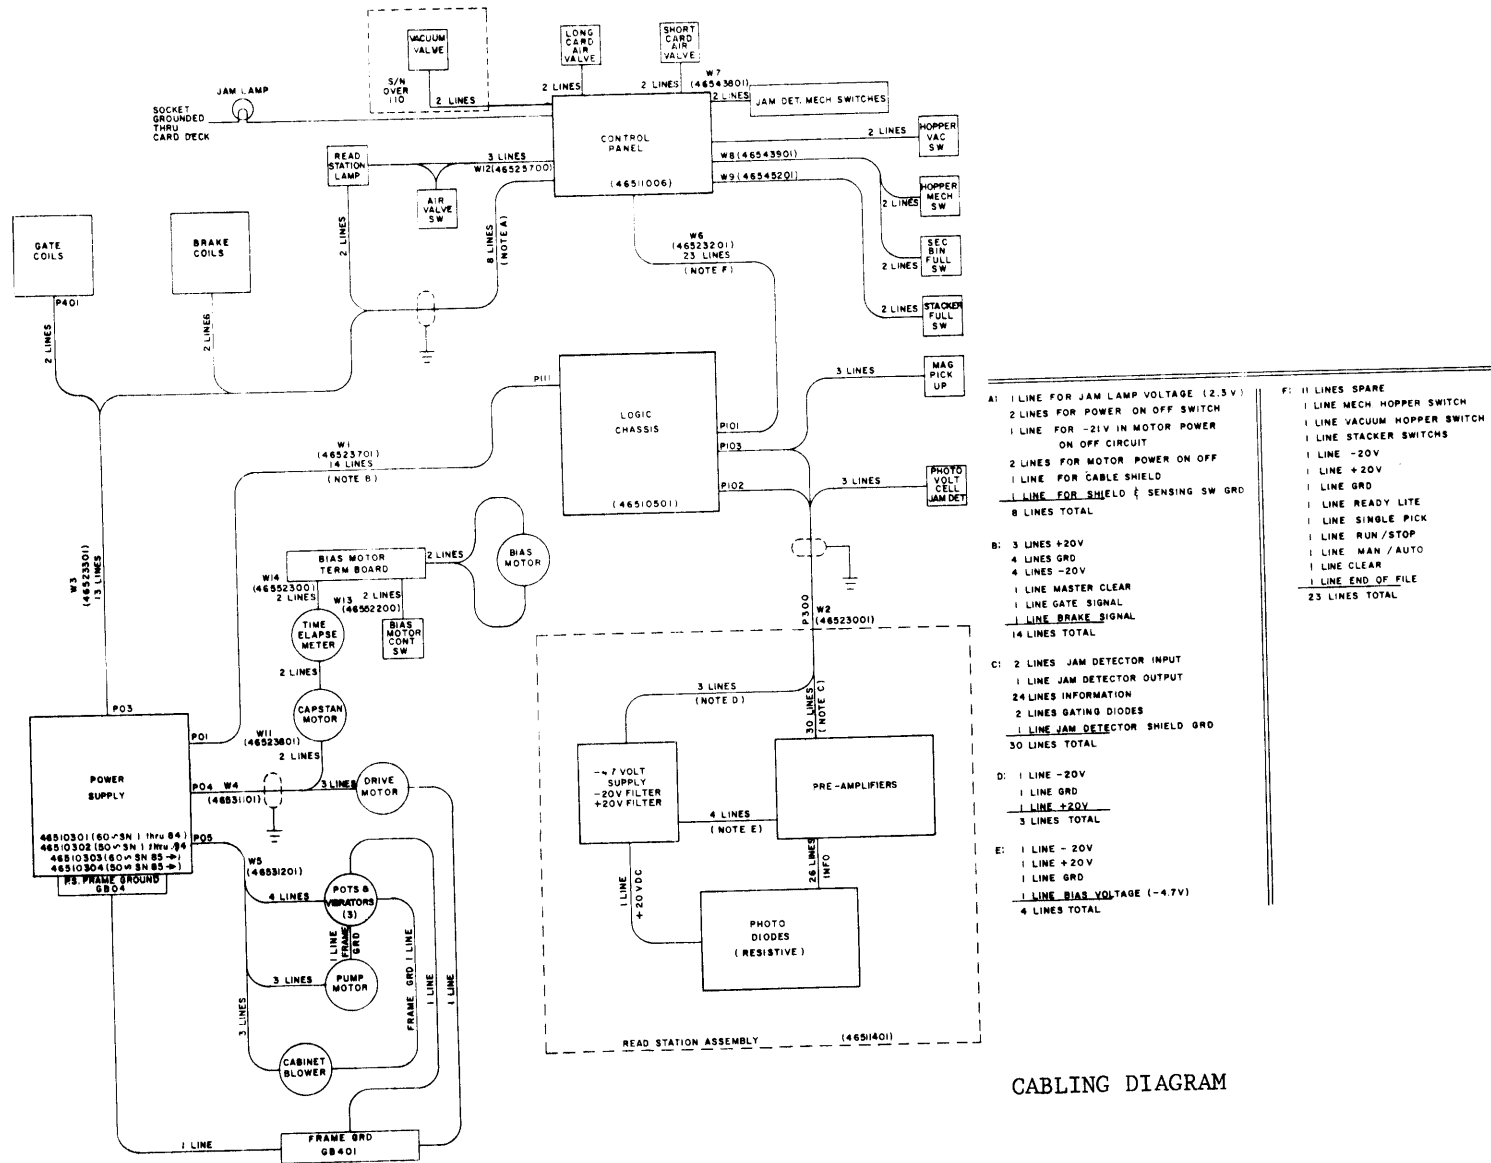 VACUUM
VALVE
S/N
OVER
110
2 LINES
LONG
CARD
AIR
VALVE
2 LINES
SHORT
CARD
AIR
VALVE
2 LINES
W7
(46543801)
2 LINES
JAM DET. MECH SWITCHES
JAM LAMP
SOCKET
GROUNDED
THRU
CARD DECK
CONTROL
PANEL
(46511006)
2 LINES
HOPPER
VAC
SW
READ
STATION
LAMP
3 LINES
W12(46525700)
AIR
VALVE
SW
W8(46543901)
W9(46545201)
2 LINES
HOPPER
MECH
SW
2 LINES
SEC
BIN
FULL
SW
2 LINES
STACKER
FULL
SW
GATE
COILS
P401
2 LINES
BRAKE
COILS
2 LINES
2 LINES
8 LINES
(NOTE A)
W6
(46523201)
23 LINES
(NOTE F)
P111
LOGIC
CHASSIS
(46510501)
P101
P103
P102
3 LINES
MAG
PICK
UP
3 LINES
PHOTO
VOLT
CELL
JAM DET
W1
(46523701)
14 LINES
(NOTE B)
W3
(46523301)
13 LINES
BIAS MOTOR
TERM BOARD
2 LINES
BIAS
MOTOR
W14
(46552300)
2 LINES
W13
(46552200)
2 LINES
TIME
ELAPSE
METER
BIAS
MOTOR
CONT
SW
2 LINES
CAPSTAN
MOTOR
W11
(46523801)
2 LINES
P03
P01
P04
W4
(46531101)
3 LINES
DRIVE
MOTOR
POWER
SUPPLY
46510301 (60~SN 1 thru 84)
46510302 (50~SN 1 thru 84
46510303 (60~SN 85→)
46510304 (50~SN 85→)
P.S. FRAME GROUND
GB04
P05
W5
(46531201)
4 LINES
POTS &
VIBRATORS
(3)
1 LINE
FRAME
GRD
3 LINES
PUMP
MOTOR
3 LINES
CABINET
BLOWER
FRAME GRD 1 LINE
1 LINE
1 LINE
1 LINE
FRAME GRD
GB401
P300
W2
(46523001)
3 LINES
(NOTE D)
30 LINES
(NOTE C)
-4.7 VOLT
SUPPLY
-20V FILTER
+20V FILTER
PRE-AMPLIFIERS
4 LINES
(NOTE E)
1 LINE
+20VDC
26 LINES
INFO
PHOTO
DIODES
(RESISTIVE)
READ STATION ASSEMBLY
(46511401)
A: 1 LINE FOR JAM LAMP VOLTAGE (2.5V)
2 LINES FOR POWER ON OFF SWITCH
1 LINE FOR -21V IN MOTOR POWER
ON OFF CIRCUIT
2 LINES FOR MOTOR POWER ON OFF
1 LINE FOR CABLE SHIELD
1 LINE FOR SHIELD & SENSING SW GRD
8 LINES TOTAL
B: 3 LINES +20V
4 LINES GRD
4 LINES -20V
1 LINE MASTER CLEAR
1 LINE GATE SIGNAL
1 LINE BRAKE SIGNAL
14 LINES TOTAL
C: 2 LINES JAM DETECTOR INPUT
1 LINE JAM DETECTOR OUTPUT
24 LINES INFORMATION
2 LINES GATING DIODES
1 LINE JAM DETECTOR SHIELD GRD
30 LINES TOTAL
D: 1 LINE -20V
1 LINE GRD
1 LINE +20V
3 LINES TOTAL
E: 1 LINE -20V
1 LINE +20V
1 LINE GRD
1 LINE BIAS VOLTAGE (-4.7V)
4 LINES TOTAL
F: 11 LINES SPARE
1 LINE MECH HOPPER SWITCH
1 LINE VACUUM HOPPER SWITCH
1 LINE STACKER SWITCHS
1 LINE -20V
1 LINE +20V
1 LINE GRD
1 LINE READY LITE
1 LINE SINGLE PICK
1 LINE RUN/STOP
1 LINE MAN/AUTO
1 LINE CLEAR
1 LINE END OF FILE
23 LINES TOTAL
CABLING DIAGRAM